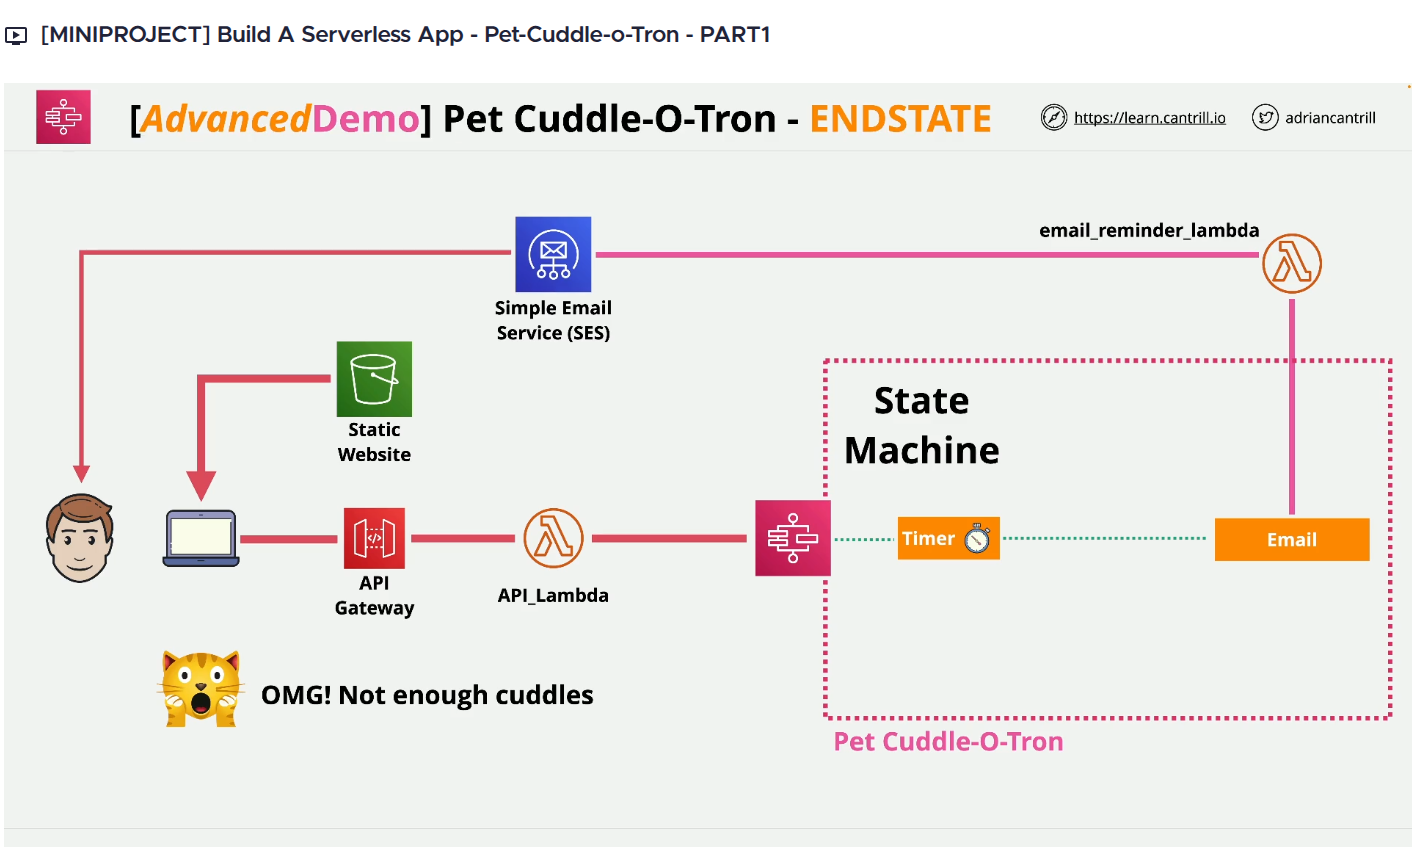 [MINIPROJECT] Build A Serverless App - Pet-Cuddle-o-Tron - PART1
[AdvancedDemo] Pet Cuddle-O-Tron - ENDSTATE
https://learn.cantrill.io
adriancantrill
email_reminder_lambda
Simple Email
Service (SES)
Static
Website
State
Machine
Timer
Email
API
Gateway
API_Lambda
OMG! Not enough cuddles
Pet Cuddle-O-Tron